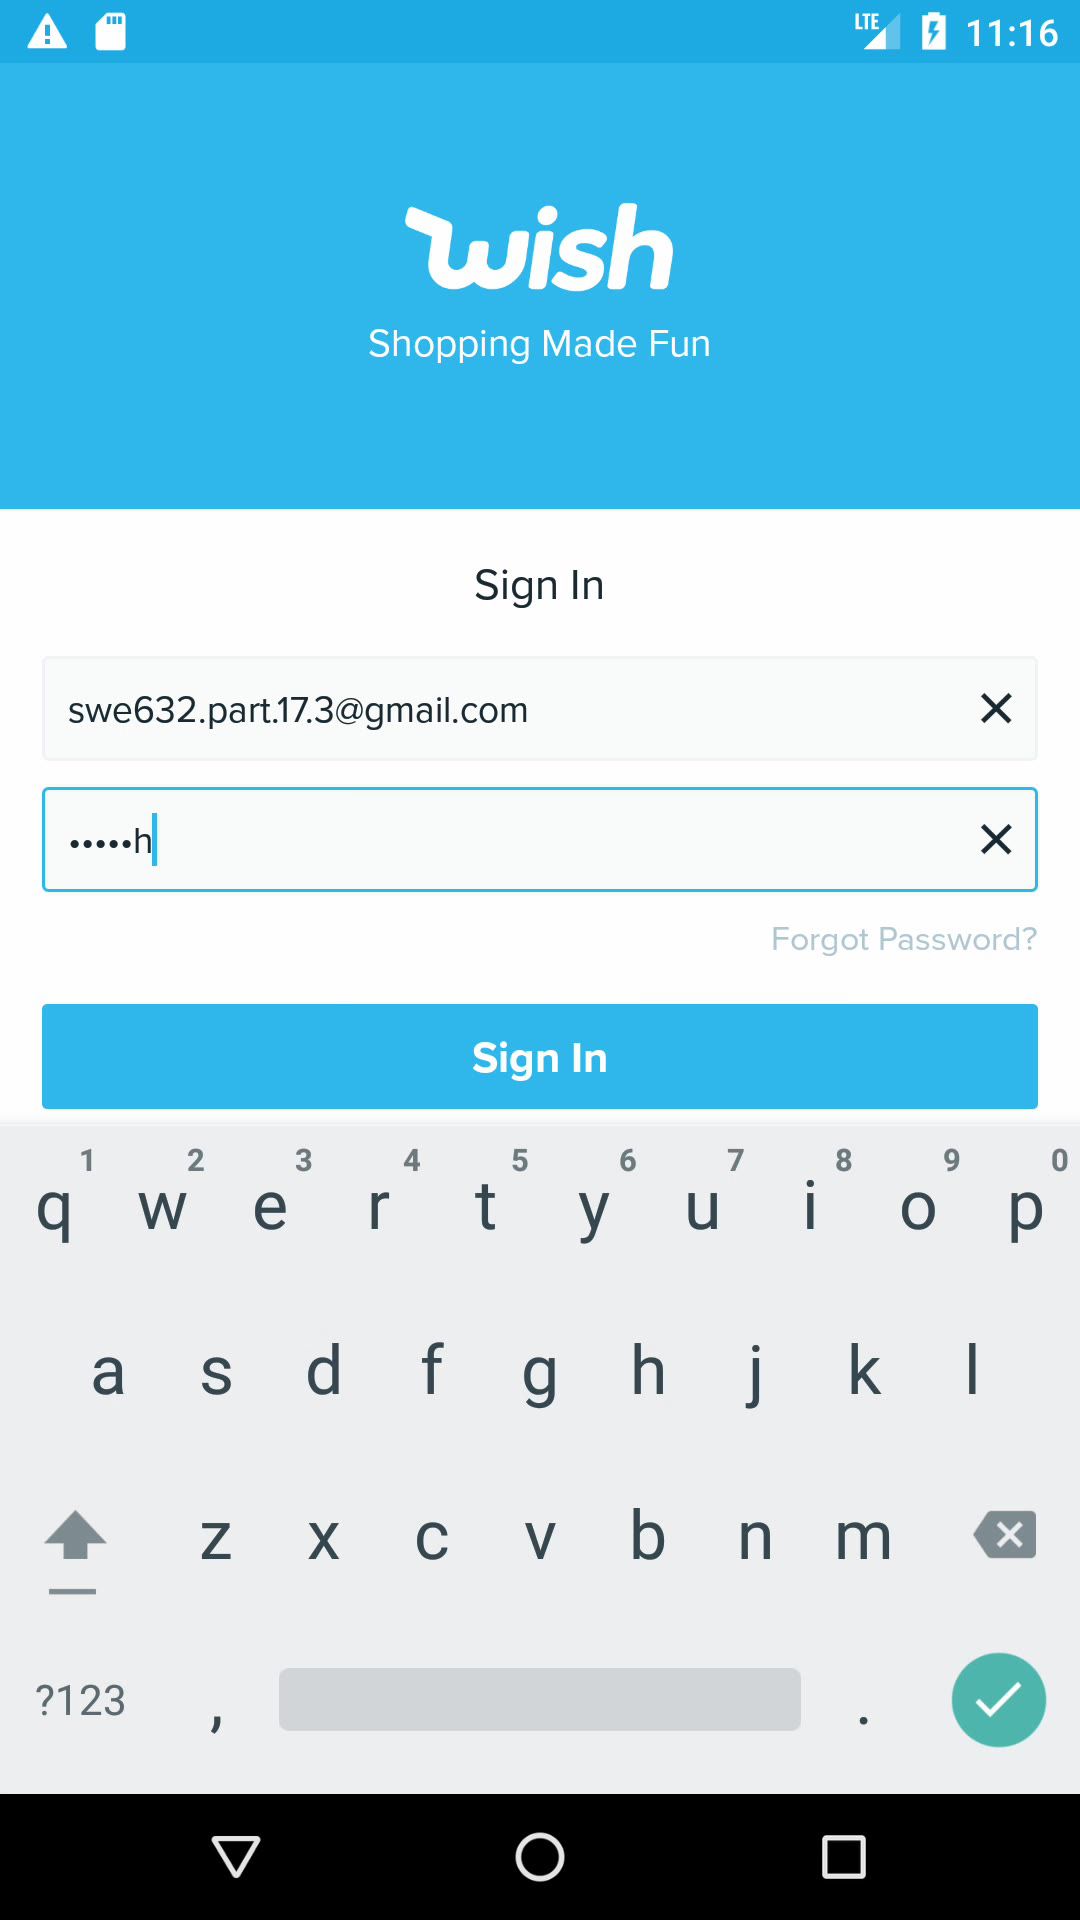 LTE 11:16
wish
Shopping Made Fun
Sign In
swe632.part.17.3@gmail.com
•••••h
Forgot Password?
Sign In
1 2 3 4 5 6 7 8 9 0
q w e r t y u i o p
a s d f g h j k l
z x c v b n m
?123 , .